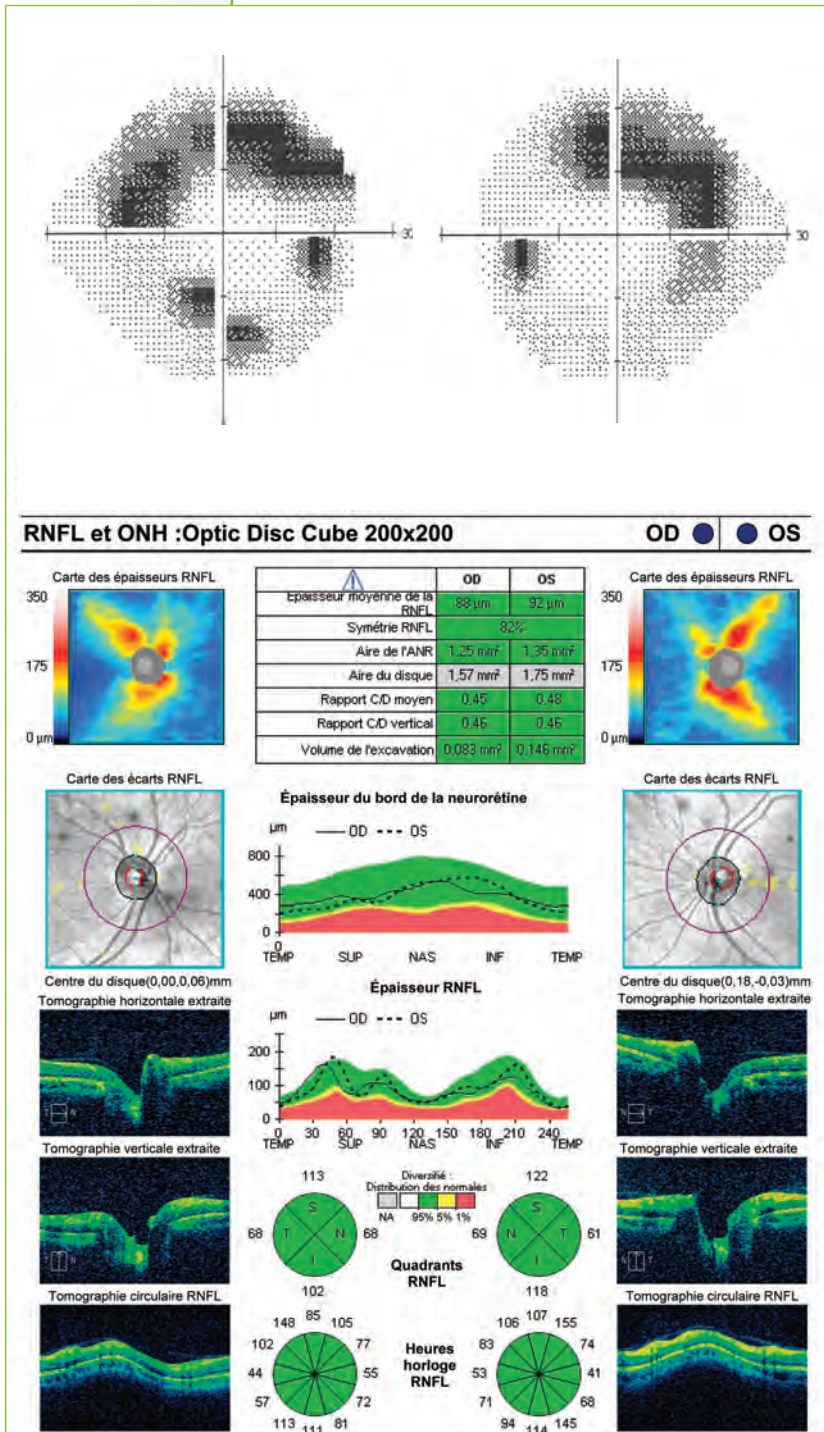 30
30
RNFL et ONH :Optic Disc Cube 200x200 OD OS
Carte des épaisseurs RNFL
350
175
0 µm
OD OS
Epaisseur moyenne de la RNFL 88 µm 92 µm
Symétrie RNFL 82%
Aire de l'ANR 1,25 mm² 1,35 mm²
Aire du disque 1,57 mm² 1,75 mm²
Rapport C/D moyen 0,45 0,48
Rapport C/D vertical 0,46 0,46
Volume de l'excavation 0,083 mm³ 0,146 mm³
Carte des épaisseurs RNFL
350
175
0 µm
Carte des écarts RNFL
Centre du disque(0,00,0,06)mm
Épaisseur du bord de la neurorétine
µm OD OS
800
400
0
0
TEMP SUP NAS INF TEMP
Carte des écarts RNFL
Centre du disque(0,18,-0,03)mm
Tomographie horizontale extraite
T N
Épaisseur RNFL
µm OD OS
200
100
0
0 30 60 90 120 150 180 210 240
TEMP SUP NAS INF TEMP
Tomographie horizontale extraite
N T
Tomographie verticale extraite
Tomographie verticale extraite
113
68 S T N I 68
102
Diversifié :
Distribution des normales
NA 95% 5% 1%
122
69 S N T I 61
118
Quadrants
RNFL
Tomographie circulaire RNFL
85
148 105
102 77
44 55
57 72
113 81
111
Heures
horloge
RNFL
107
106 155
83 74
53 41
71 68
94 145
114
Tomographie circulaire RNFL